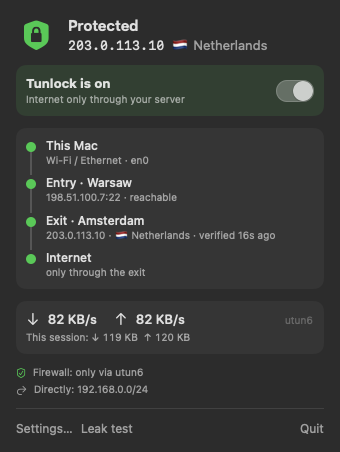 Protected
203.0.113.10 🇳🇱 Netherlands
Tunlock is on
Internet only through your server
This Mac
Wi-Fi / Ethernet · en0
Entry · Warsaw
198.51.100.7:22 · reachable
Exit · Amsterdam
203.0.113.10 · 🇳🇱 Netherlands · verified 16s ago
Internet
only through the exit
↓ 82 KB/s ↑ 82 KB/s utun6
This session: ↓ 119 KB ↑ 120 KB
Firewall: only via utun6
Directly: 192.168.0.0/24
Settings... Leak test Quit